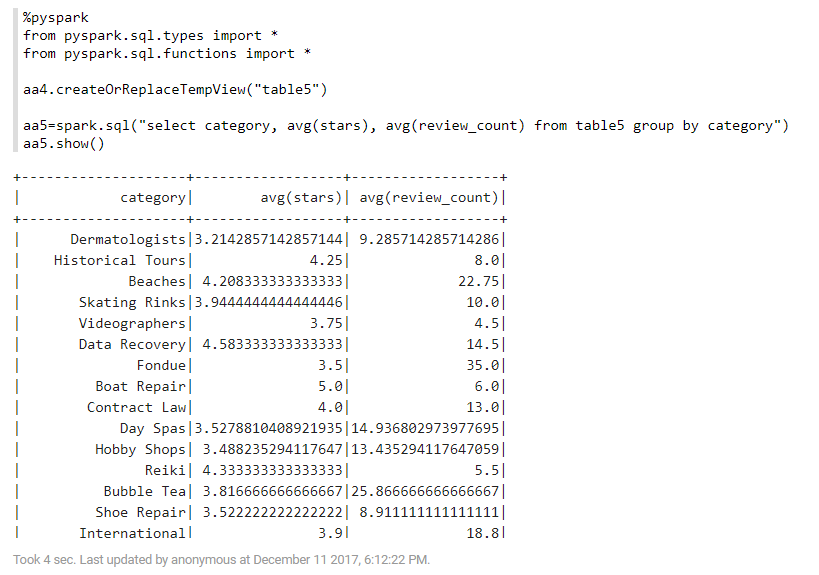 %pyspark
from pyspark.sql.types import *
from pyspark.sql.functions import *
aa4.createOrReplaceTempView("table5")
aa5=spark.sql("select category, avg(stars), avg(review_count) from table5 group by category")
aa5.show()
+--------------------+------------------+------------------+
|            category|        avg(stars)| avg(review_count)|
+--------------------+------------------+------------------+
|      Dermatologists|3.2142857142857144| 9.285714285714286|
|    Historical Tours|              4.25|               8.0|
|             Beaches| 4.208333333333333|             22.75|
|       Skating Rinks|3.9444444444444446|              10.0|
|       Videographers|              3.75|               4.5|
|       Data Recovery| 4.583333333333333|              14.5|
|              Fondue|               3.5|              35.0|
|         Boat Repair|               5.0|               6.0|
|        Contract Law|               4.0|              13.0|
|            Day Spas|3.5278810408921935|14.936802973977695|
|         Hobby Shops| 3.488235294117647|13.435294117647059|
|               Reiki| 4.333333333333333|               5.5|
|          Bubble Tea| 3.816666666666667|25.866666666666667|
|         Shoe Repair| 3.522222222222222| 8.911111111111111|
|       International|               3.9|              18.8|
Took 4 sec. Last updated by anonymous at December 11 2017, 6:12:22 PM.